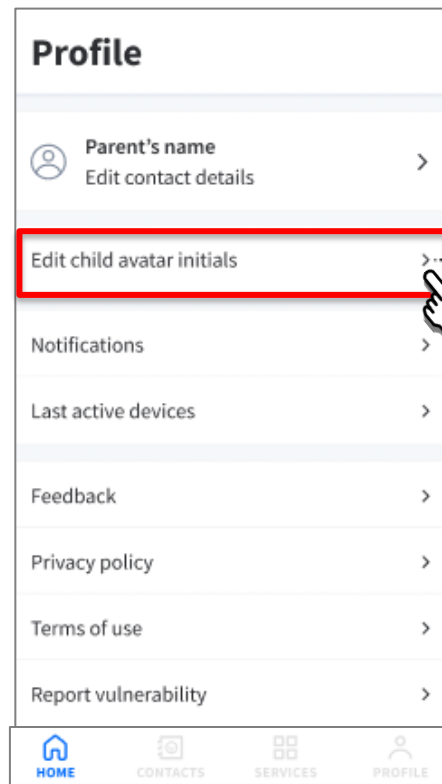 Profile
Parent's name
Edit contact details
Edit child avatar initials
Notifications
Last active devices
Feedback
Privacy policy
Terms of use
Report vulnerability
HOME CONTACTS SERVICES PROFILE